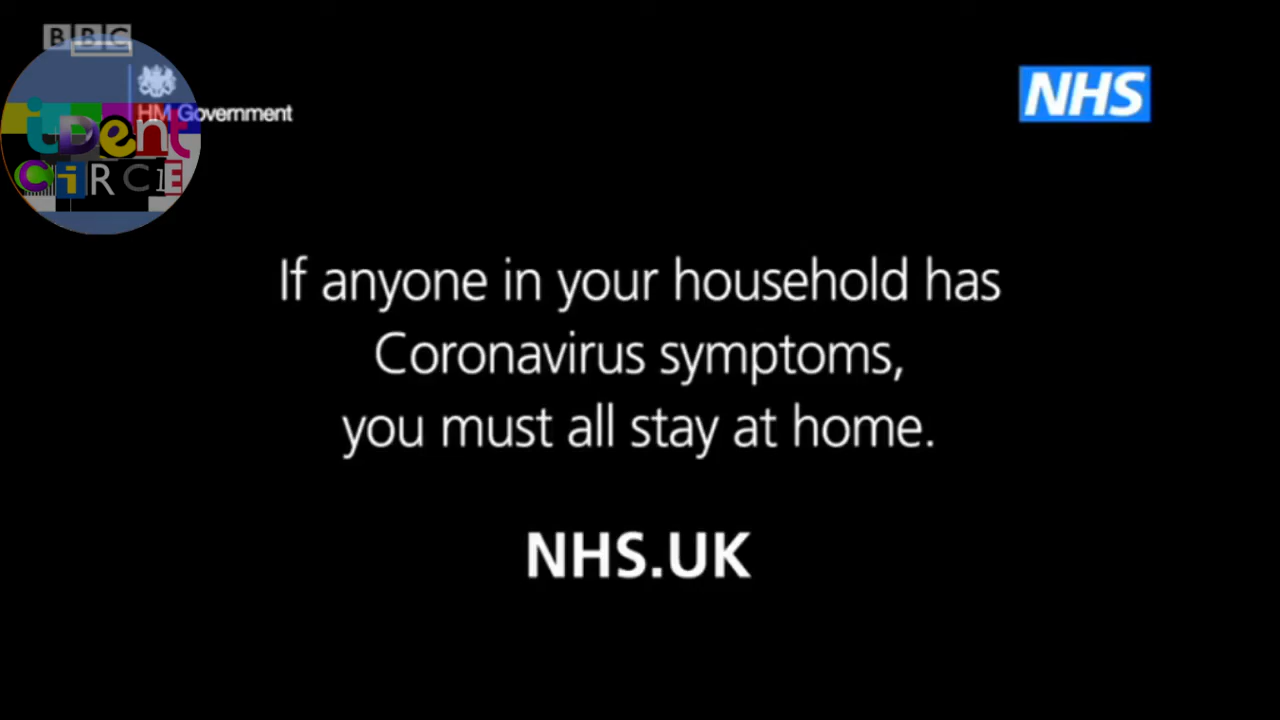 BBC
HM Government
NHS
iDent
CiRClE
If anyone in your household has
Coronavirus symptoms,
you must all stay at home.
NHS.UK